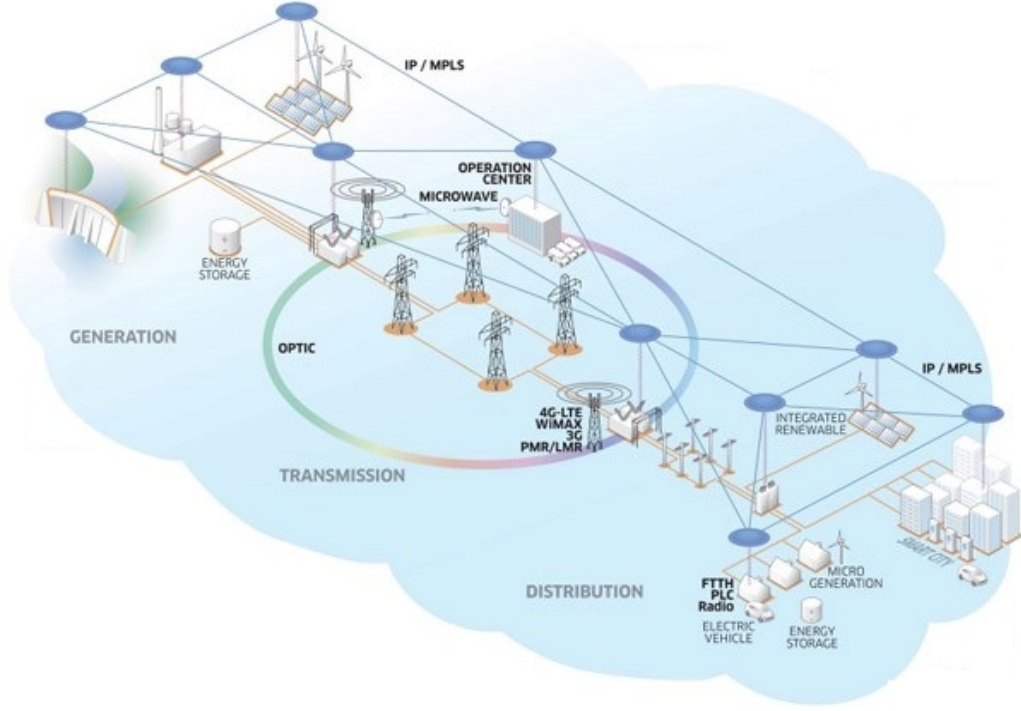 IP / MPLS
OPERATION
CENTER
MICROWAVE
ENERGY
STORAGE
GENERATION
OPTIC
IP / MPLS
4G-LTE
WiMAX
3G
PMR/LMR
INTEGRATED
RENEWABLE
TRANSMISSION
SMART CITY
MICRO
GENERATION
DISTRIBUTION
FTTH
PLC
Radio
ELECTRIC
VEHICLE
ENERGY
STORAGE